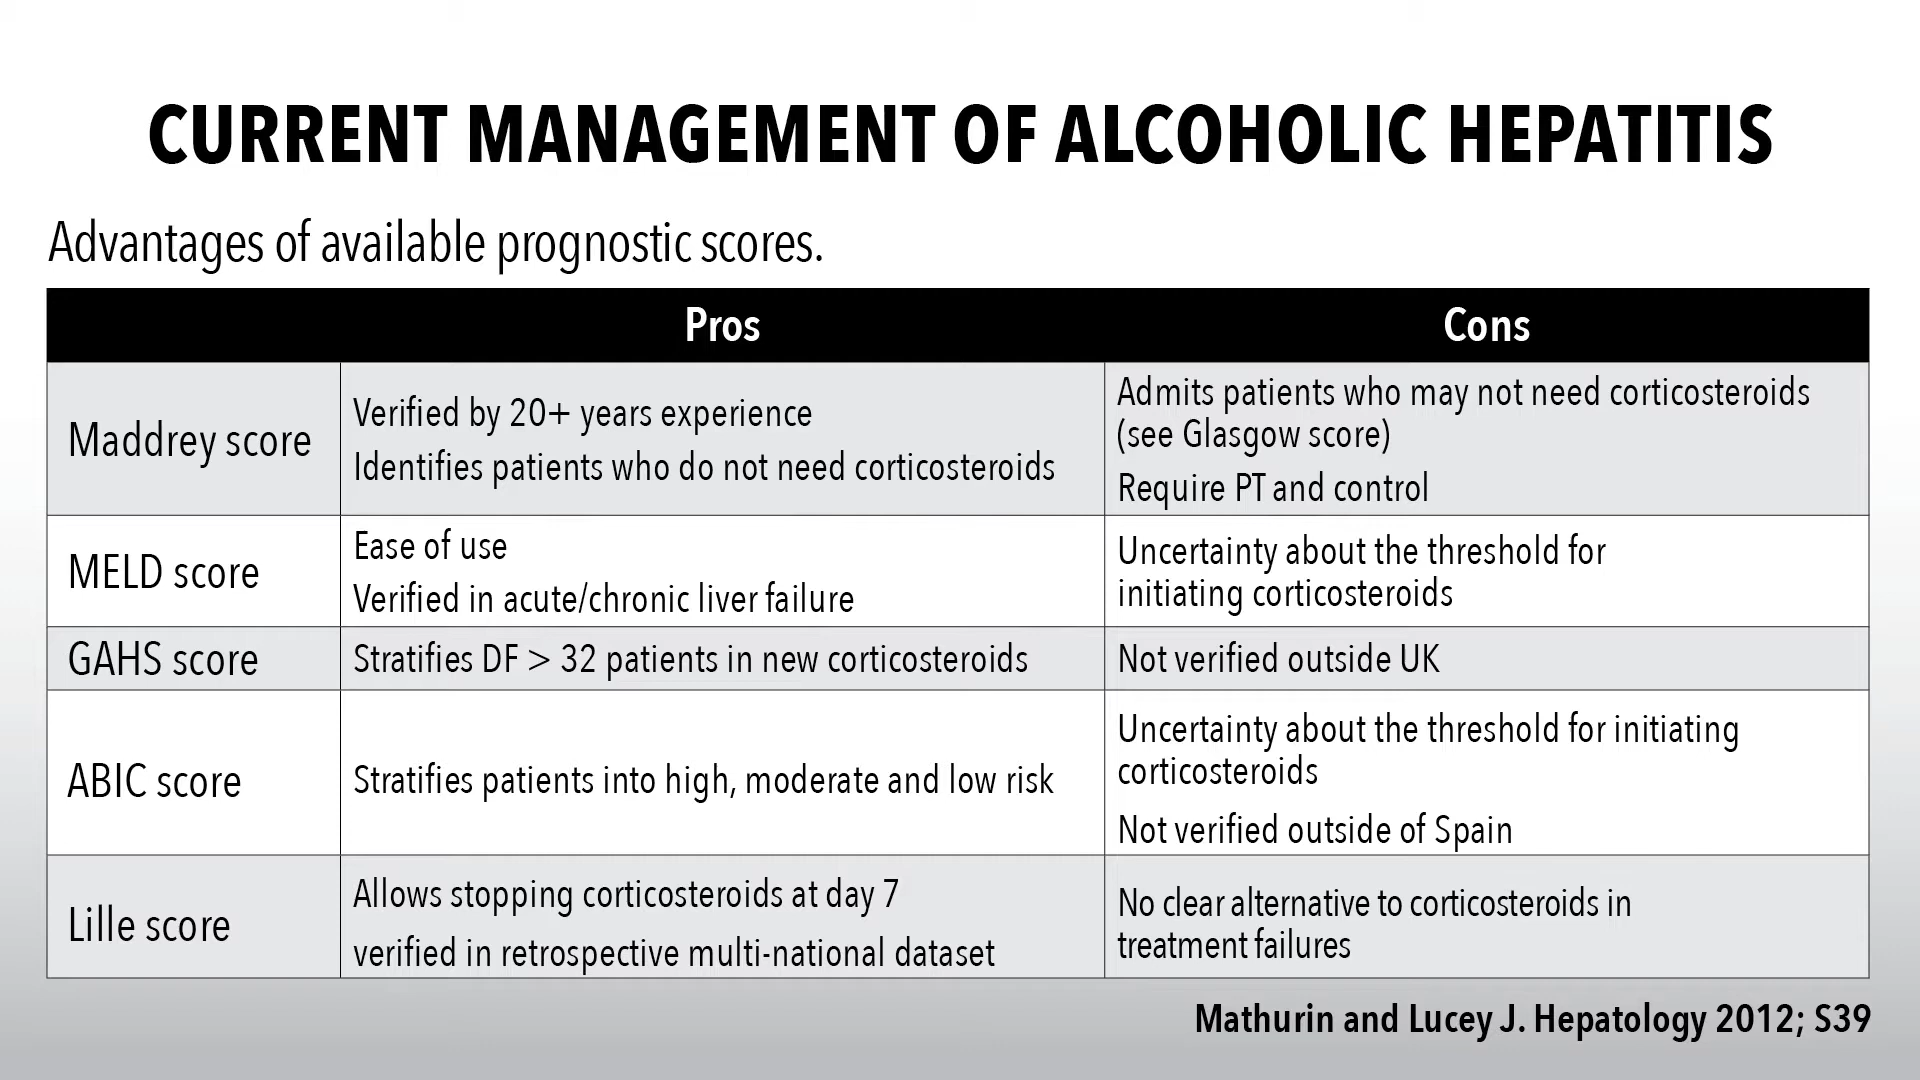 CURRENT MANAGEMENT OF ALCOHOLIC HEPATITIS
Advantages of available prognostic scores.
Pros
Cons
Maddrey score
Verified by 20+ years experience
Identifies patients who do not need corticosteroids
Admits patients who may not need corticosteroids
(see Glasgow score)
Require PT and control
MELD score
Ease of use
Verified in acute/chronic liver failure
Uncertainty about the threshold for
initiating corticosteroids
GAHS score
Stratifies DF > 32 patients in new corticosteroids
Not verified outside UK
ABIC score
Stratifies patients into high, moderate and low risk
Uncertainty about the threshold for initiating
corticosteroids
Not verified outside of Spain
Lille score
Allows stopping corticosteroids at day 7
verified in retrospective multi-national dataset
No clear alternative to corticosteroids in
treatment failures
Mathurin and Lucey J. Hepatology 2012; S39